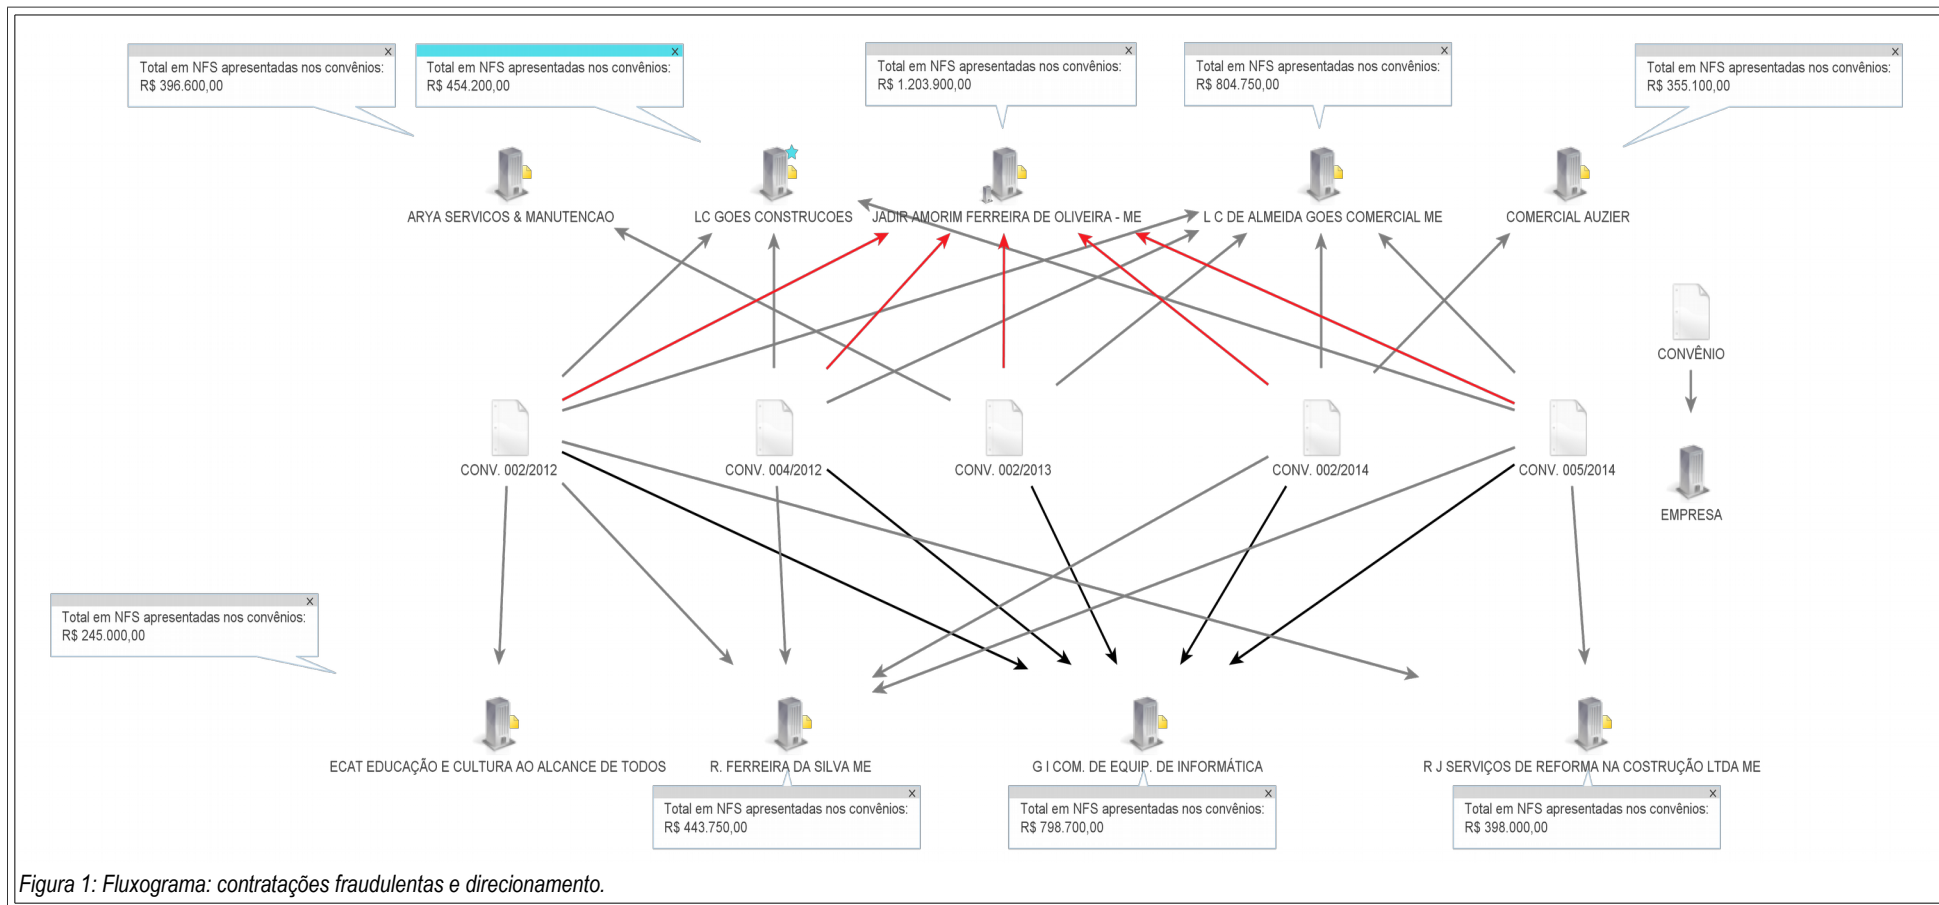 X
Total em NFS apresentadas nos convênios:
R$ 396.600,00
X
Total em NFS apresentadas nos convênios:
R$ 454.200,00
X
Total em NFS apresentadas nos convênios:
R$ 1.203.900,00
X
Total em NFS apresentadas nos convênios:
R$ 804.750,00
X
Total em NFS apresentadas nos convênios:
R$ 355.100,00
ARYA SERVICOS & MANUTENCAO
LC GOES CONSTRUCOES
JADIR AMORIM FERREIRA DE OLIVEIRA - ME
L C DE ALMEIDA GOES COMERCIAL ME
COMERCIAL AUZIER
CONVÊNIO
EMPRESA
CONV. 002/2012
CONV. 004/2012
CONV. 002/2013
CONV. 002/2014
CONV. 005/2014
X
Total em NFS apresentadas nos convênios:
R$ 245.000,00
ECAT EDUCAÇÃO E CULTURA AO ALCANCE DE TODOS
R. FERREIRA DA SILVA ME
G I COM. DE EQUIP. DE INFORMÁTICA
R J SERVIÇOS DE REFORMA NA COSTRUÇÃO LTDA ME
X
Total em NFS apresentadas nos convênios:
R$ 443.750,00
X
Total em NFS apresentadas nos convênios:
R$ 798.700,00
X
Total em NFS apresentadas nos convênios:
R$ 398.000,00
Figura 1: Fluxograma: contratações fraudulentas e direcionamento.